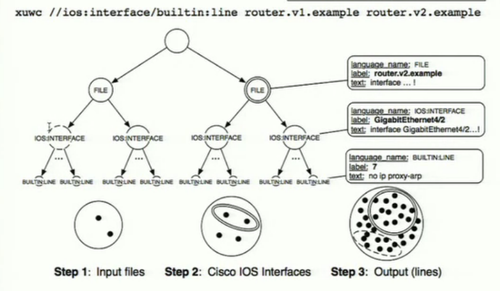 xuwc //ios:interface/builtin:line router.v1.example router.v2.example
FILE
FILE
language_name: FILE
label: router.v2.example
text: interface ... !
IOS:INTERFACE IOS:INTERFACE IOS:INTERFACE IOS:INTERFACE
language_name: IOS:INTERFACE
label: GigabitEthernet4/2
text: interface GigabitEthernet4/2...!
... ... ... ...
BUILTIN:LINE BUILTIN:LINE BUILTIN:LINE BUILTIN:LINE BUILTIN:LINE BUILTIN:LINE BUILTIN:LINE BUILTIN:LINE
language_name: BUILTIN:LINE
label: 7
text: no ip proxy-arp
Step 1: Input files Step 2: Cisco IOS Interfaces Step 3: Output (lines)